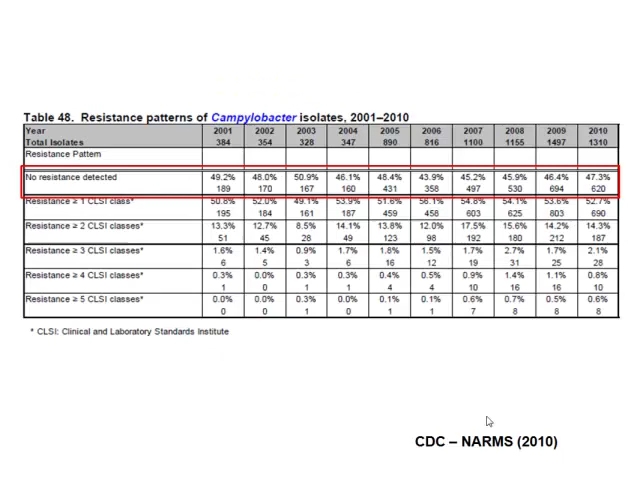 Table 48. Resistance patterns of Campylobacter isolates, 2001–2010
Year 2001 2002 2003 2004 2005 2006 2007 2008 2009 2010
Total Isolates 384 354 328 347 890 816 1100 1155 1497 1310
Resistance Pattern
No resistance detected 49.2% 48.0% 50.9% 46.1% 48.4% 43.9% 45.2% 45.9% 46.4% 47.3%
189 170 167 160 431 358 497 530 694 620
Resistance ≥ 1 CLSI class* 50.8% 52.0% 49.1% 53.9% 51.6% 56.1% 54.8% 54.1% 53.6% 52.7%
195 184 161 187 459 458 603 625 803 690
Resistance ≥ 2 CLSI classes* 13.3% 12.7% 8.5% 14.1% 13.8% 12.0% 17.5% 15.6% 14.2% 14.3%
51 45 28 49 123 98 192 180 212 187
Resistance ≥ 3 CLSI classes* 1.6% 1.4% 0.9% 1.7% 1.8% 1.5% 1.7% 2.7% 1.7% 2.1%
6 5 3 6 16 12 19 31 25 28
Resistance ≥ 4 CLSI classes* 0.3% 0.0% 0.3% 0.3% 0.4% 0.5% 0.9% 1.4% 1.1% 0.8%
1 0 1 1 4 4 10 16 16 10
Resistance ≥ 5 CLSI classes* 0.0% 0.0% 0.3% 0.0% 0.1% 0.1% 0.6% 0.7% 0.5% 0.6%
0 0 1 0 1 1 7 8 8 8
* CLSI: Clinical and Laboratory Standards Institute
CDC – NARMS (2010)